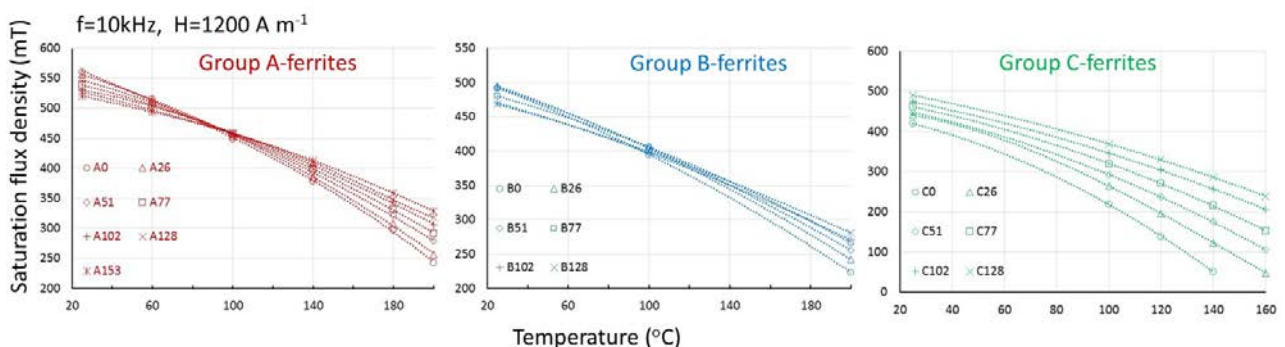 f=10kHz, H=1200 A m⁻¹
Saturation flux density (mT)
600
550
500
450
400
350
300
250
200
Group A-ferrites
A0 A26
A51 A77
A102 A128
A153
20 60 100 140 180
550
500
450
400
350
300
250
200
Group B-ferrites
B0 B26
B51 B77
B102 B128
20 60 100 140 180
600
500
400
300
200
100
0
Group C-ferrites
C0 C26
C51 C77
C102 C128
20 40 60 80 100 120 140 160
Temperature (°C)